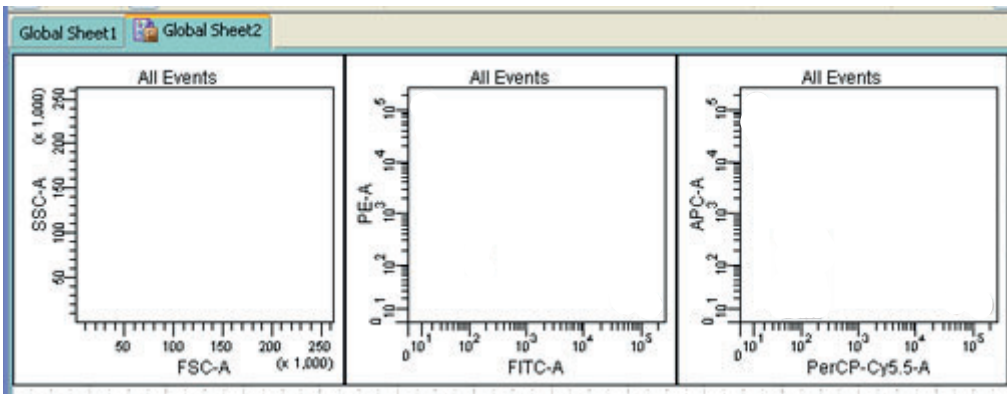 Global Sheet1 Global Sheet2
All Events
SSC-A
(x 1,000)
250
200
150
100
50
50 100 150 200 250
FSC-A (x 1,000)
All Events
PE-A
10^5
10^4
10^3
10^2
0 10^1
0 10^1 10^2 10^3 10^4 10^5
FITC-A
All Events
APC-A
10^5
10^4
10^3
10^2
0 10^1
0 10^1 10^2 10^3 10^4 10^5
PerCP-Cy5.5-A